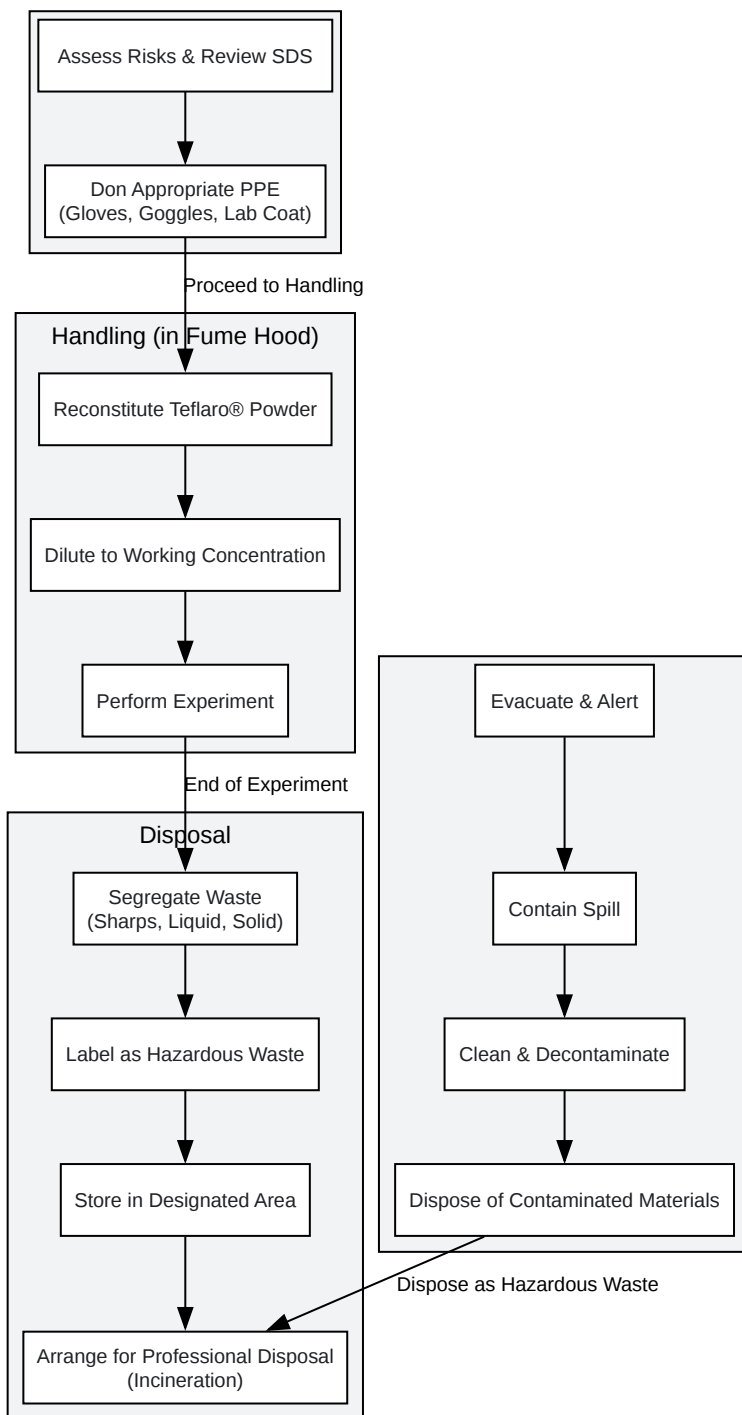 Assess Risks & Review SDS
Don Appropriate PPE
(Gloves, Goggles, Lab Coat)
Proceed to Handling
Handling (in Fume Hood)
Reconstitute Teflaro® Powder
Dilute to Working Concentration
Perform Experiment
End of Experiment
Disposal
Segregate Waste
(Sharps, Liquid, Solid)
Label as Hazardous Waste
Store in Designated Area
Arrange for Professional Disposal
(Incineration)
Evacuate & Alert
Contain Spill
Clean & Decontaminate
Dispose of Contaminated Materials
Dispose as Hazardous Waste